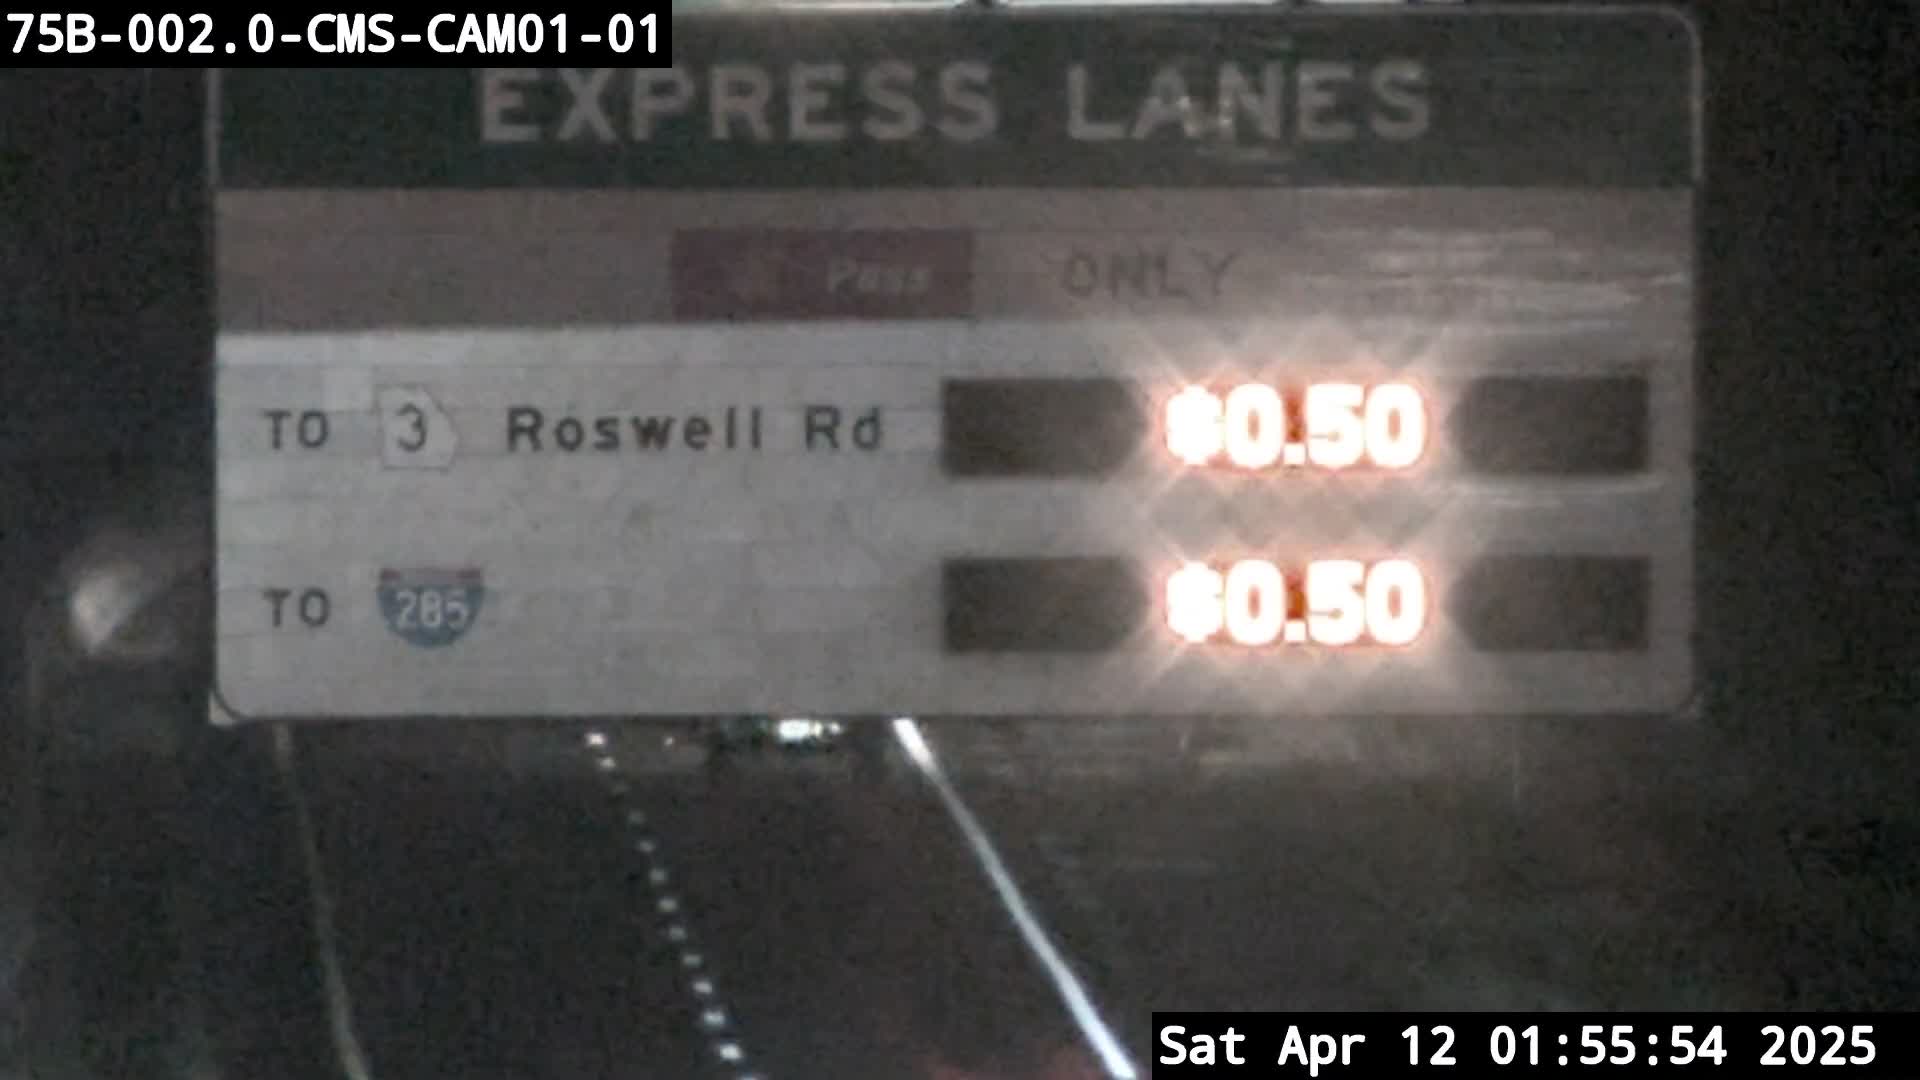 75B-002.0-CMS-CAM01-01
EXPRESS LANES
Pass ONLY
TO 3 Roswell Rd $0.50
TO 285 $0.50
Sat Apr 12 01:55:54 2025